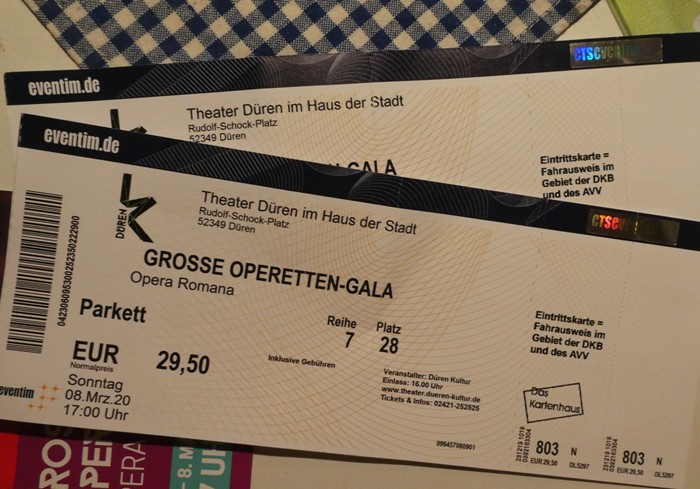 eventim.de
CTSeventim
Theater Düren im Haus der Stadt
Rudolf-Schock-Platz
52349 Düren
GALA
Eintrittskarte =
Fahrausweis im
Gebiet der DKB
und des AVV
eventim.de
CTSeventim
DÜREN
Theater Düren im Haus der Stadt
Rudolf-Schock-Platz
52349 Düren
GROSSE OPERETTEN-GALA
Opera Romana
Parkett
Reihe Platz
7 28
EUR 29,50
Normalpreis
Inklusive Gebühren
Sonntag
08.Mrz.20
17:00 Uhr
Veranstalter: Düren Kultur
Einlass: 16.00 Uhr
www.theater.dueren-kultur.de
Tickets & Infos: 02421-252525
Eintrittskarte =
Fahrausweis im
Gebiet der DKB
und des AVV
Das
Kartenhaus
099457080901
803 N
EUR 29,50 DL5297
803 N
EUR 29,50 DL5297
eventim